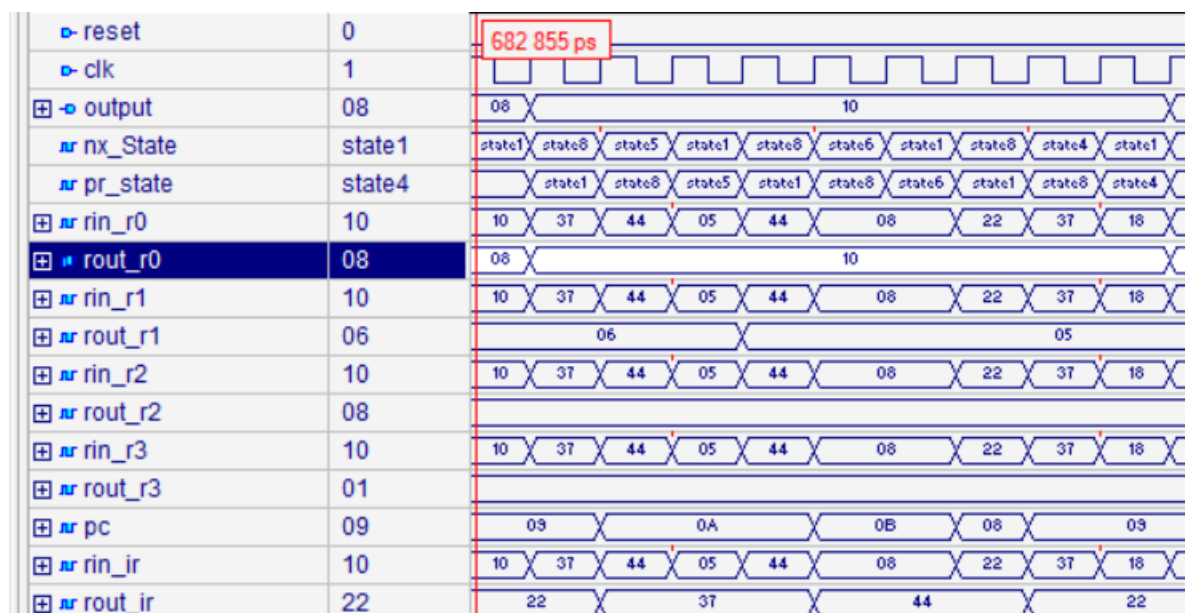 reset 0 682 855 ps
clk 1
output 08 08 10
nx_State state1 state1 state8 state5 state1 state8 state6 state1 state8 state4 state1
pr_state state4 state1 state8 state5 state1 state8 state6 state1 state8 state4
rin_r0 10 10 37 44 05 44 08 22 37 18
rout_r0 08 08 10
rin_r1 10 10 37 44 05 44 08 22 37 18
rout_r1 06 06 05
rin_r2 10 10 37 44 05 44 08 22 37 18
rout_r2 08
rin_r3 10 10 37 44 05 44 08 22 37 18
rout_r3 01
pc 09 09 0A 0B 08 09
rin_ir 10 10 37 44 05 44 08 22 37 18
rout_ir 22 22 37 44 22